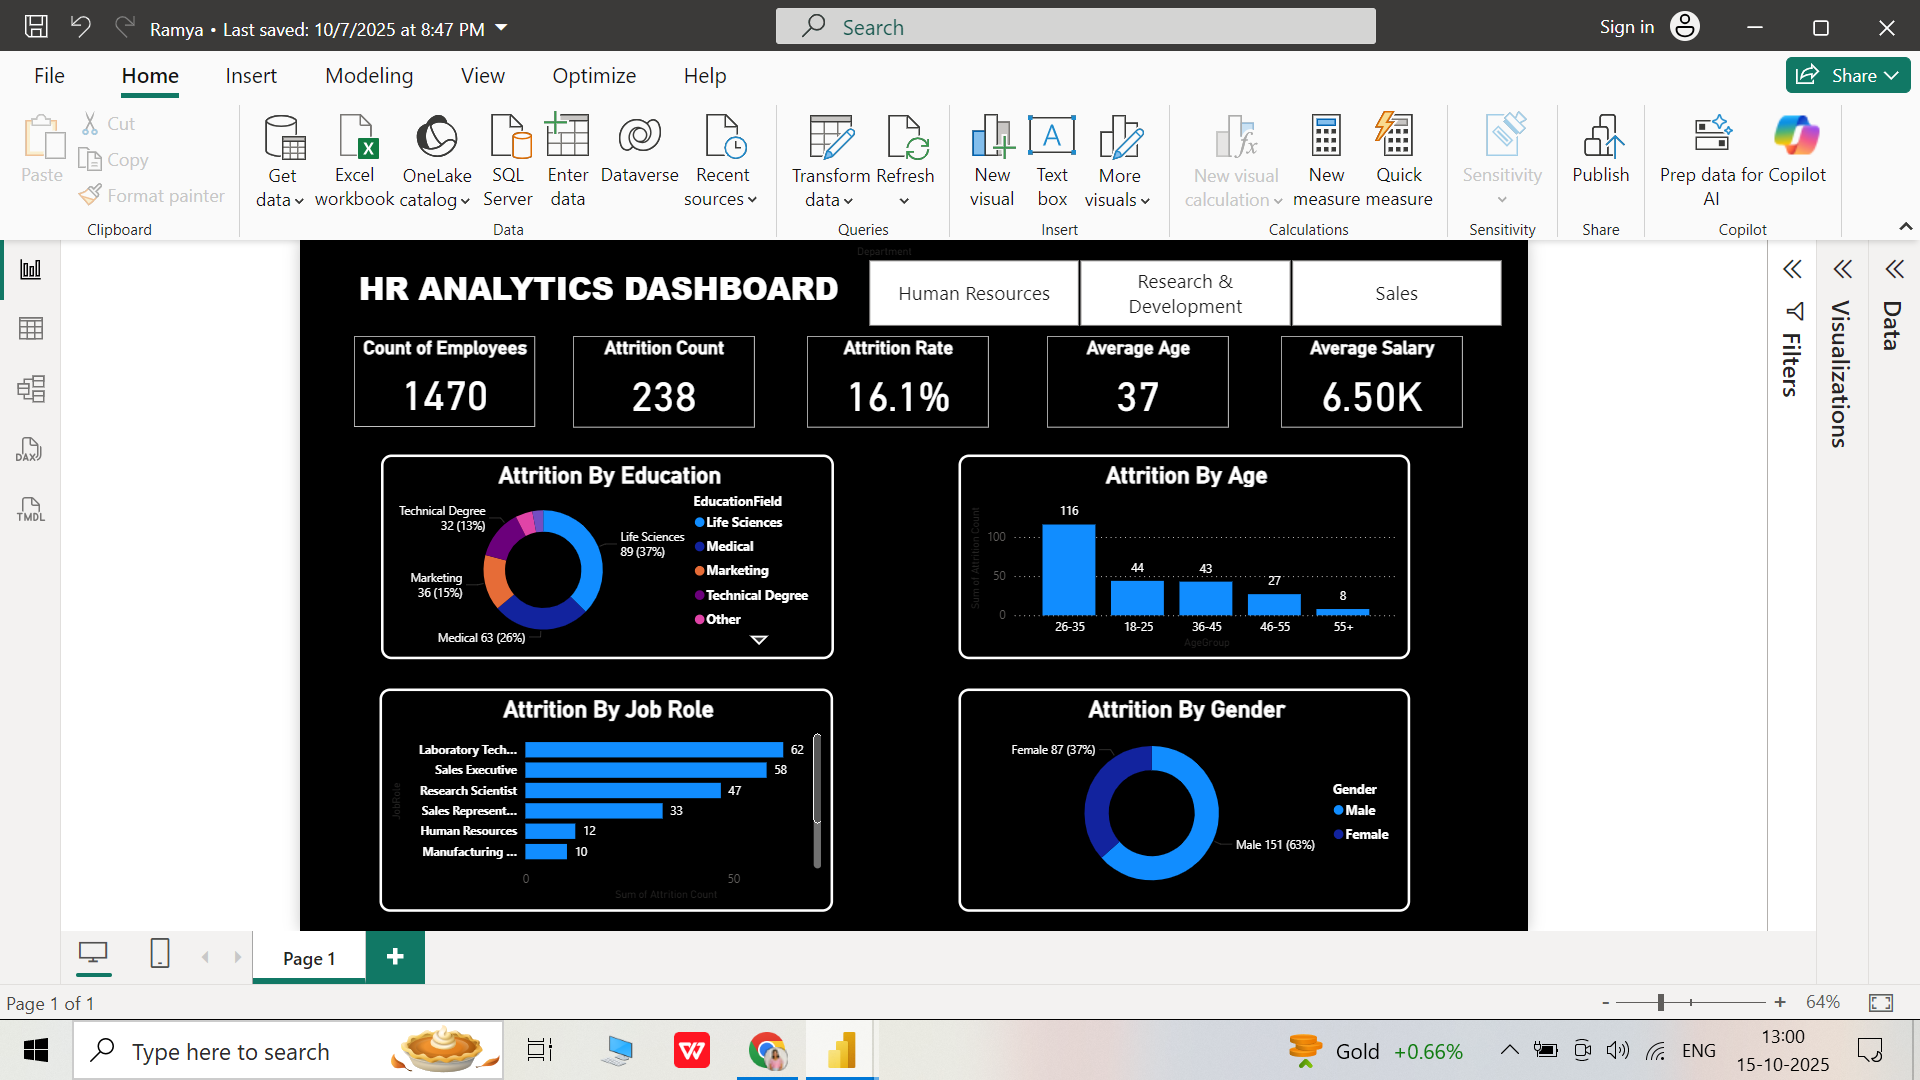 Ramya • Last saved: 10/7/2025 at 8:47 PM
Search
Sign in
File
Home
Insert
Modeling
View
Optimize
Help
Share
Paste
Cut
Copy
Format painter
Clipboard
Get data
Excel workbook
OneLake catalog
SQL Server
Enter data
Dataverse
Recent sources
Data
Transform data
Refresh
Queries
New visual
Text box
More visuals
Insert
New visual calculation
New measure
Quick measure
Calculations
Sensitivity
Sensitivity
Publish
Share
Prep data for AI
Copilot
Copilot
DAX
TMDL
Department
HR ANALYTICS DASHBOARD
Human Resources
Research & Development
Sales
Count of Employees
1470
Attrition Count
238
Attrition Rate
16.1%
Average Age
37
Average Salary
6.50K
Attrition By Education
Technical Degree
32 (13%)
Life Sciences
89 (37%)
Marketing
36 (15%)
Medical 63 (26%)
EducationField
Life Sciences
Medical
Marketing
Technical Degree
Other
Attrition By Age
Sum of Attrition Count
100
50
0
116
44
43
27
8
26-35
18-25
36-45
46-55
55+
AgeGroup
Attrition By Job Role
JobRole
Laboratory Tech... 62
Sales Executive 58
Research Scientist 47
Sales Represent... 33
Human Resources 12
Manufacturing ... 10
0
50
Sum of Attrition Count
Attrition By Gender
Female 87 (37%)
Male 151 (63%)
Gender
Male
Female
Filters
Visualizations
Data
Page 1
Page 1 of 1
- + 64%
Type here to search
Gold +0.66%
ENG
13:00
15-10-2025